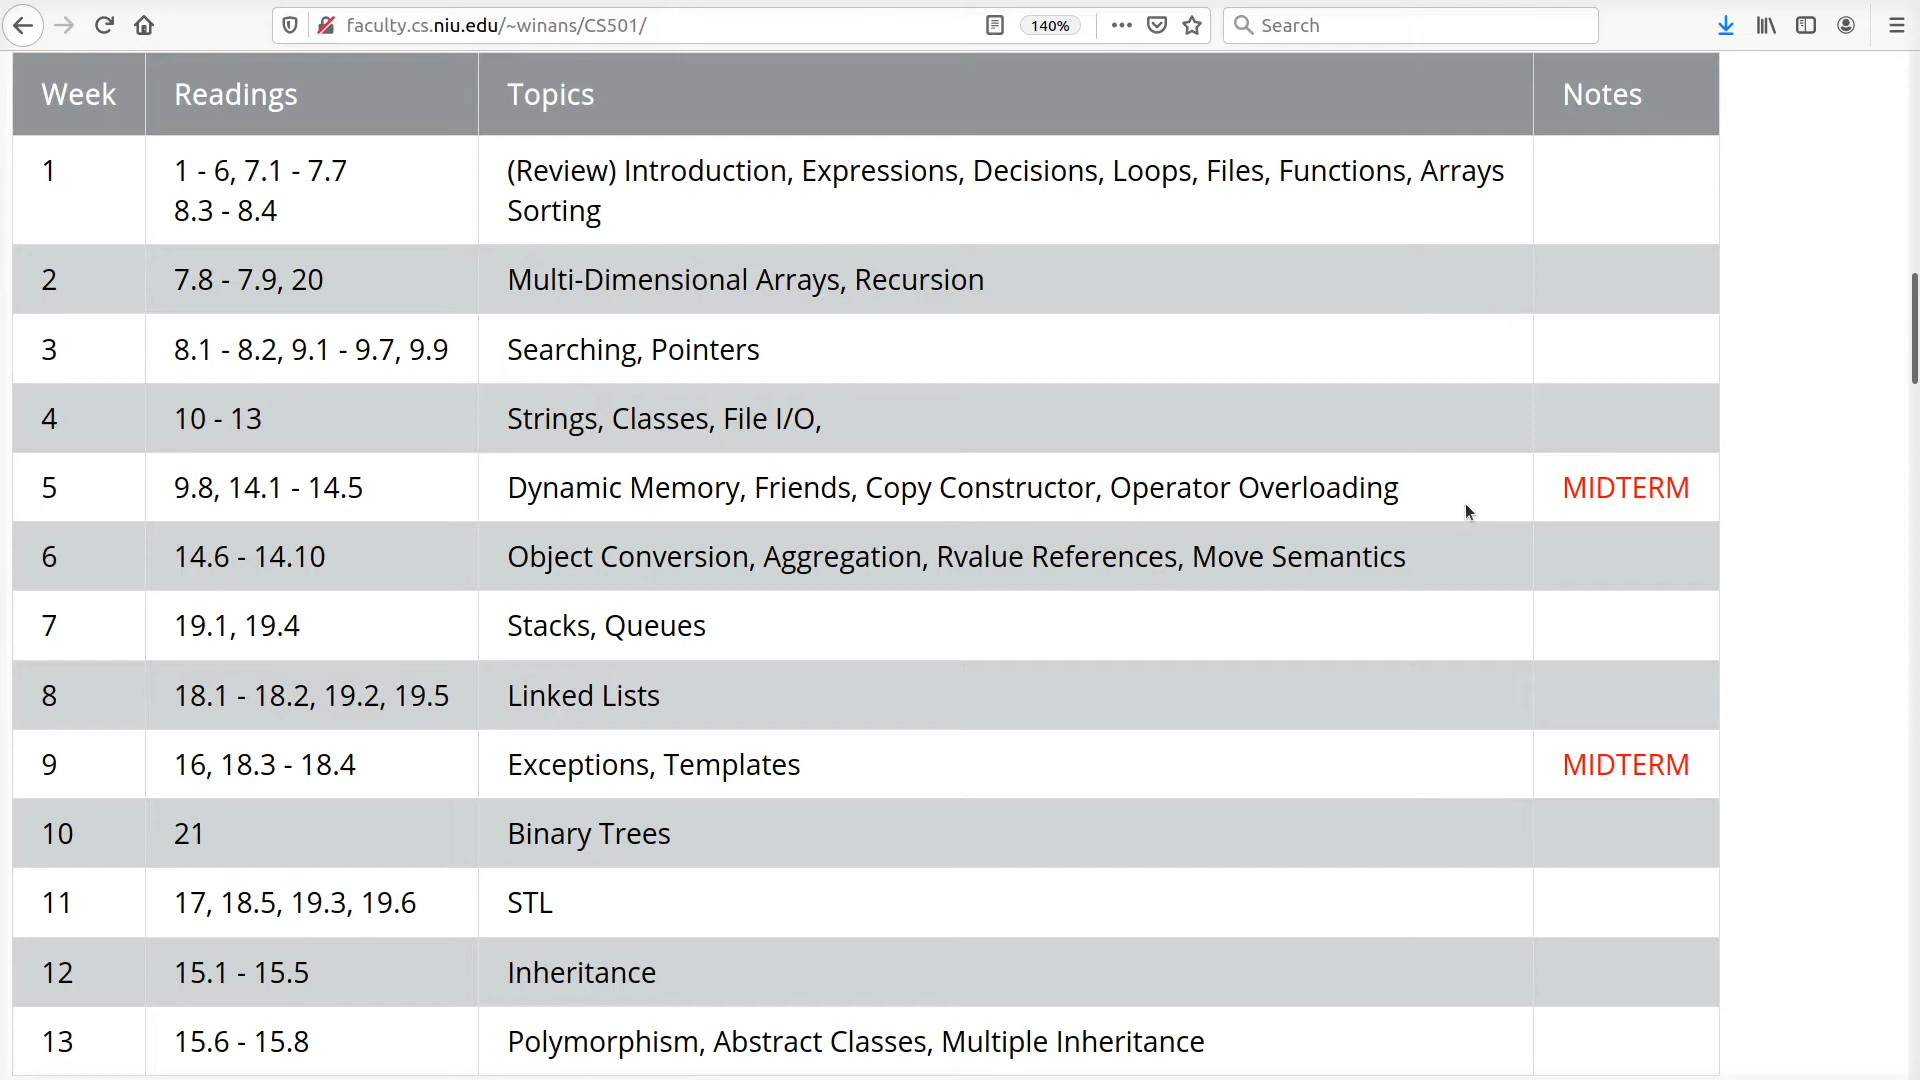 faculty.cs.niu.edu/~winans/CS501/ 140% Search
Week Readings Topics Notes
1 1 - 6, 7.1 - 7.7 (Review) Introduction, Expressions, Decisions, Loops, Files, Functions, Arrays
8.3 - 8.4 Sorting
2 7.8 - 7.9, 20 Multi-Dimensional Arrays, Recursion
3 8.1 - 8.2, 9.1 - 9.7, 9.9 Searching, Pointers
4 10 - 13 Strings, Classes, File I/O,
5 9.8, 14.1 - 14.5 Dynamic Memory, Friends, Copy Constructor, Operator Overloading MIDTERM
6 14.6 - 14.10 Object Conversion, Aggregation, Rvalue References, Move Semantics
7 19.1, 19.4 Stacks, Queues
8 18.1 - 18.2, 19.2, 19.5 Linked Lists
9 16, 18.3 - 18.4 Exceptions, Templates MIDTERM
10 21 Binary Trees
11 17, 18.5, 19.3, 19.6 STL
12 15.1 - 15.5 Inheritance
13 15.6 - 15.8 Polymorphism, Abstract Classes, Multiple Inheritance